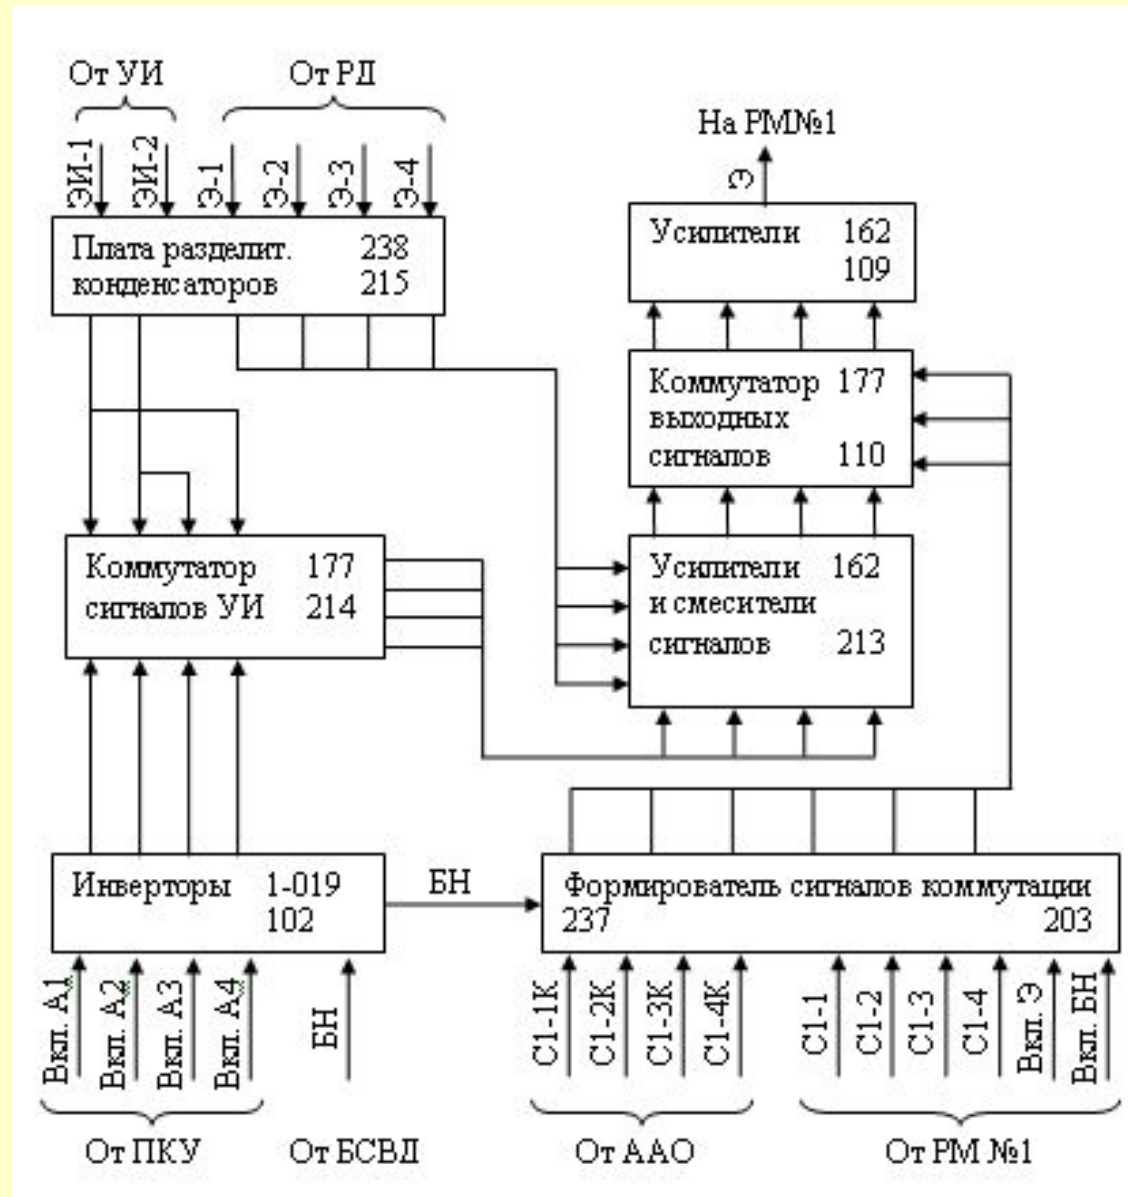 От УИ
От РД
ЭИ-1
ЭИ-2
Э-1
Э-2
Э-3
Э-4
Плата разделит. 238
конденсаторов 215
На РМ№1
Э
Усилители 162
109
Коммутатор 177
выходных
сигналов 110
Коммутатор 177
сигналов УИ 214
Усилители 162
и смесители
сигналов 213
Инверторы 1-019
102
БН
Формирователь сигналов коммутации
237 203
Вкл. А1
Вкл. А2
Вкл. А3
Вкл. А4
БН
С1-1К
С1-2К
С1-3К
С1-4К
С1-1
С1-2
С1-3
С1-4
Вкл. Э
Вкл. БН
От ПКУ
От БСВД
От ААО
От РМ №1